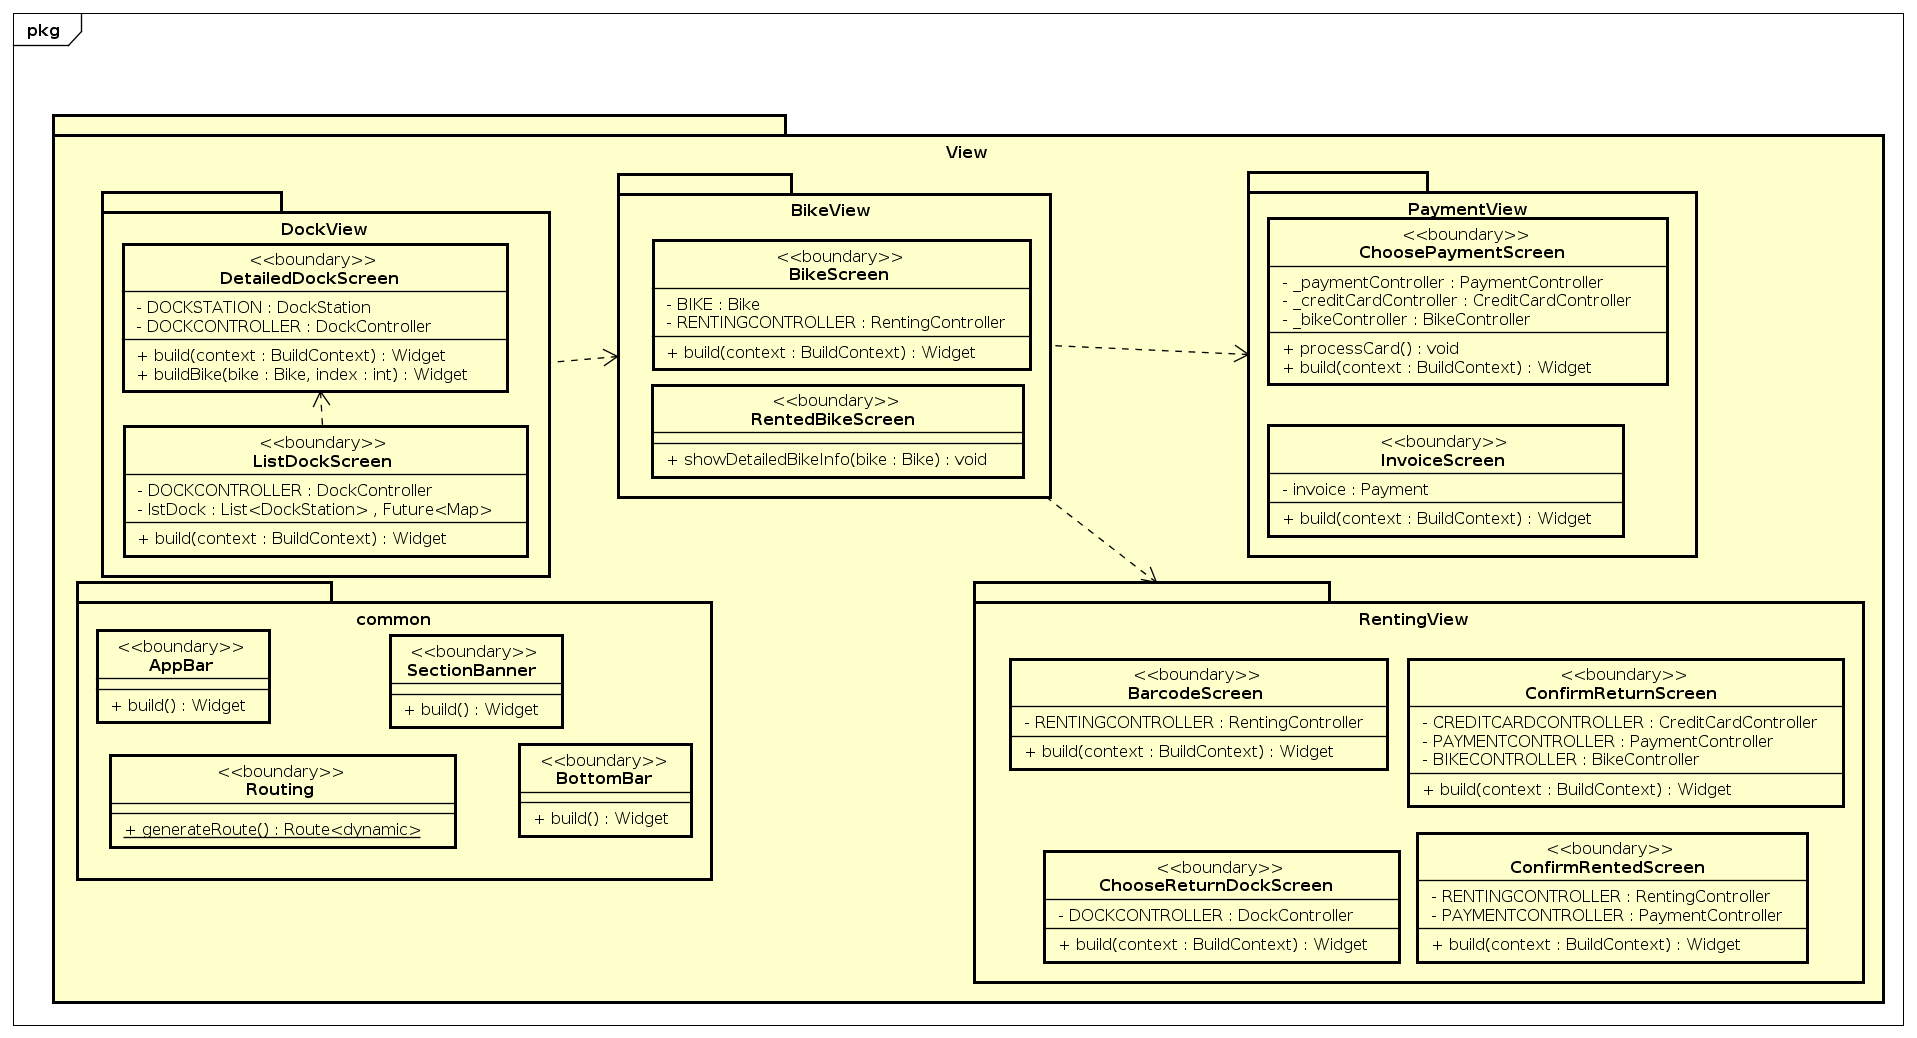 pkg
View
DockView
<<boundary>>
DetailedDockScreen
- DOCKSTATION : DockStation
- DOCKCONTROLLER : DockController
+ build(context : BuildContext) : Widget
+ buildBike(bike : Bike, index : int) : Widget
<<boundary>>
ListDockScreen
- DOCKCONTROLLER : DockController
- lstDock : List<DockStation> , Future<Map>
+ build(context : BuildContext) : Widget
BikeView
<<boundary>>
BikeScreen
- BIKE : Bike
- RENTINGCONTROLLER : RentingController
+ build(context : BuildContext) : Widget
<<boundary>>
RentedBikeScreen
+ showDetailedBikeInfo(bike : Bike) : void
PaymentView
<<boundary>>
ChoosePaymentScreen
- _paymentController : PaymentController
- _creditCardController : CreditCardController
- _bikeController : BikeController
+ processCard() : void
+ build(context : BuildContext) : Widget
<<boundary>>
InvoiceScreen
- invoice : Payment
+ build(context : BuildContext) : Widget
common
<<boundary>>
AppBar
+ build() : Widget
<<boundary>>
SectionBanner
+ build() : Widget
<<boundary>>
Routing
+ generateRoute() : Route<dynamic>
<<boundary>>
BottomBar
+ build() : Widget
RentingView
<<boundary>>
BarcodeScreen
- RENTINGCONTROLLER : RentingController
+ build(context : BuildContext) : Widget
<<boundary>>
ConfirmReturnScreen
- CREDITCARDCONTROLLER : CreditCardController
- PAYMENTCONTROLLER : PaymentController
- BIKECONTROLLER : BikeController
+ build(context : BuildContext) : Widget
<<boundary>>
ChooseReturnDockScreen
- DOCKCONTROLLER : DockController
+ build(context : BuildContext) : Widget
<<boundary>>
ConfirmRentedScreen
- RENTINGCONTROLLER : RentingController
- PAYMENTCONTROLLER : PaymentController
+ build(context : BuildContext) : Widget